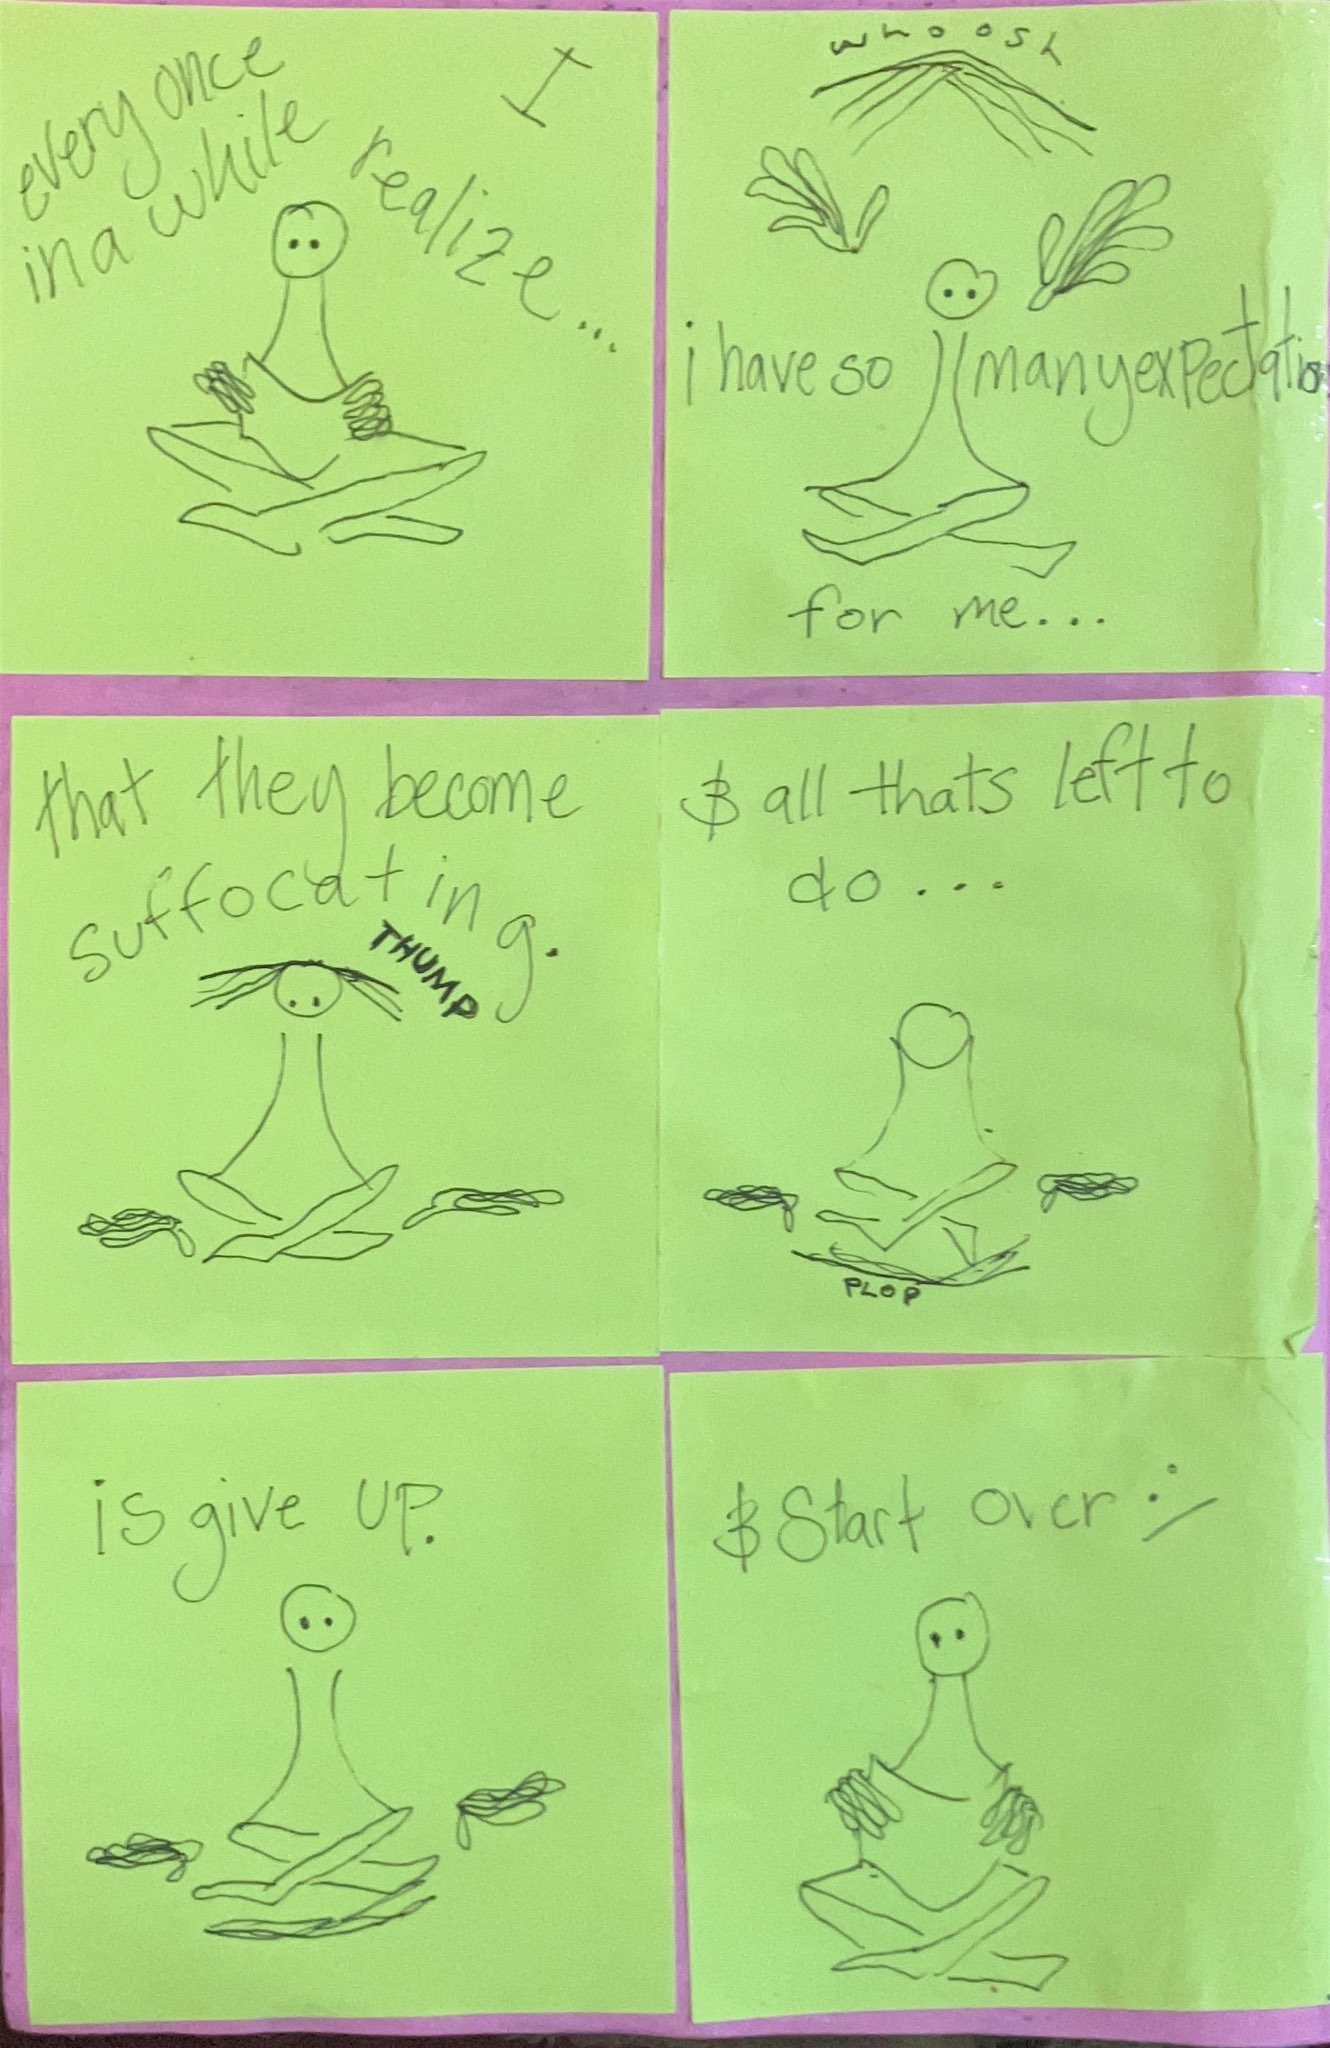 every once
in a while
I
realize...
whoosh
i have so many expectatio
for me...
that they become
suffocating.
THUMP
& all thats left to
do...
PLOP
is give up.
& Start over :/